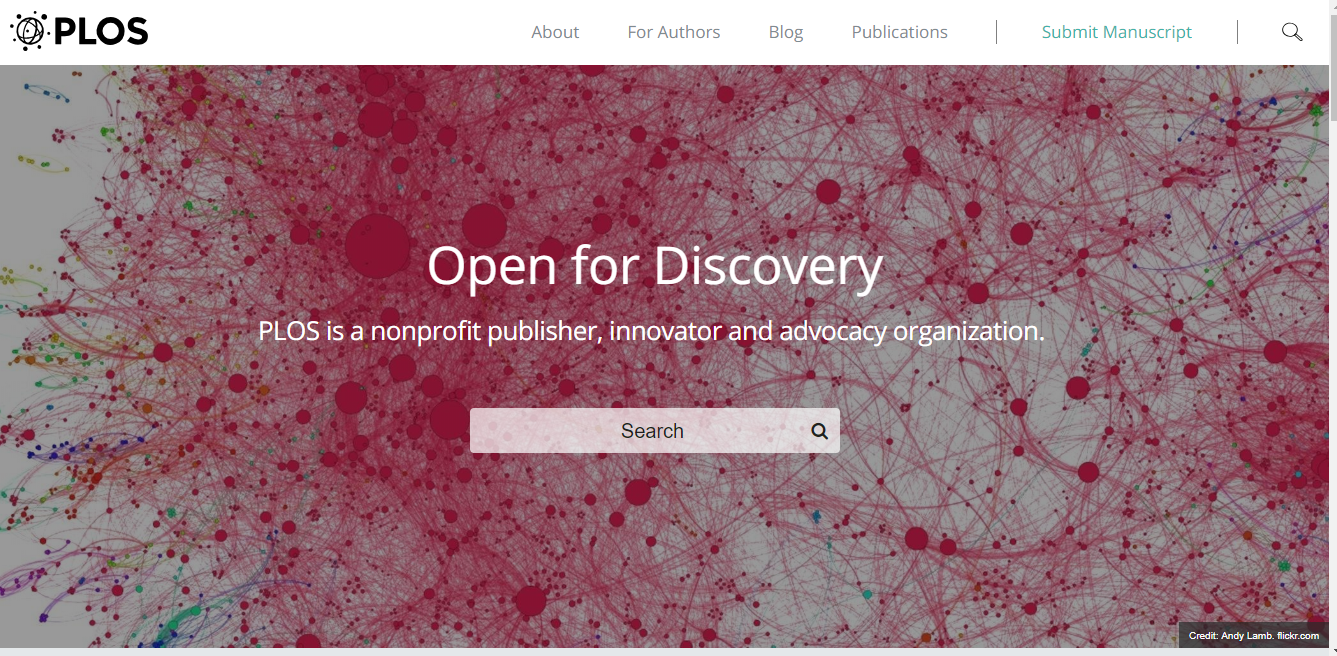 PLOS
About
For Authors
Blog
Publications
Submit Manuscript
Open for Discovery
PLOS is a nonprofit publisher, innovator and advocacy organization.
Search
Credit: Andy Lamb. flickr.com